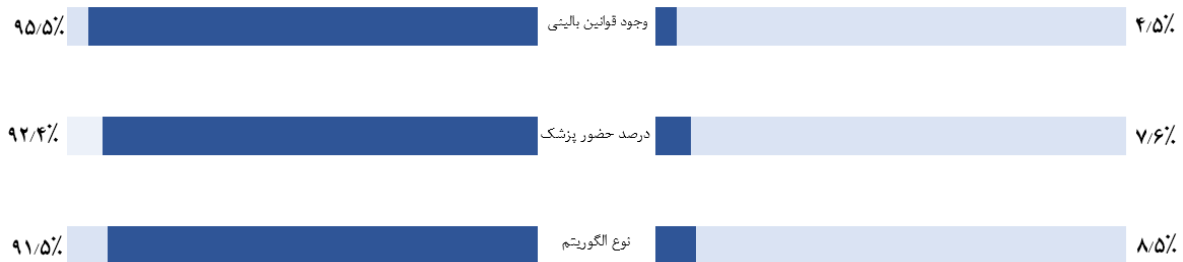 ۴٫۵٪ وجود قوانین بالینی ۹۵٫۵٪
۷٫۶٪ درصد حضور پزشک ۹۲٫۴٪
۸٫۵٪ نوع الگوریتم ۹۱٫۵٪